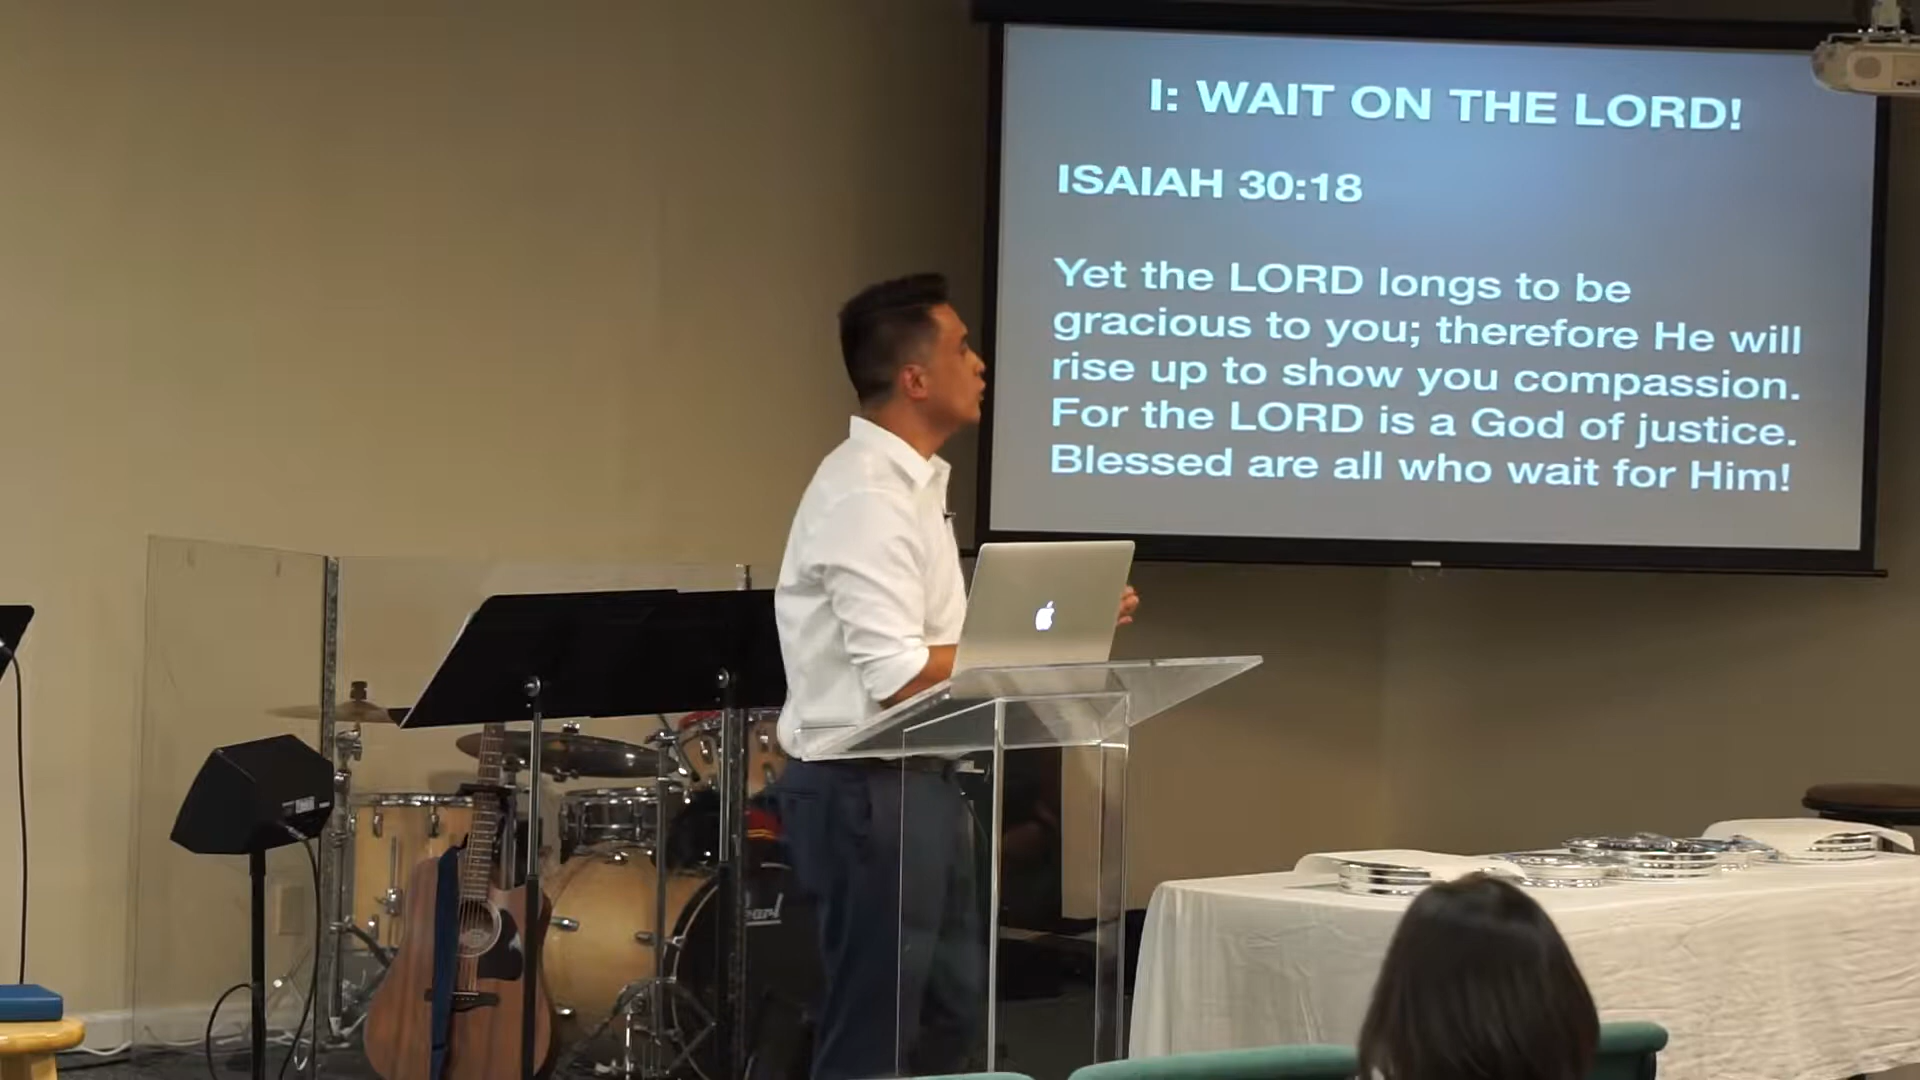 I: WAIT ON THE LORD!
ISAIAH 30:18
Yet the LORD longs to be
gracious to you; therefore He will
rise up to show you compassion.
For the LORD is a God of justice.
Blessed are all who wait for Him!
Pearl